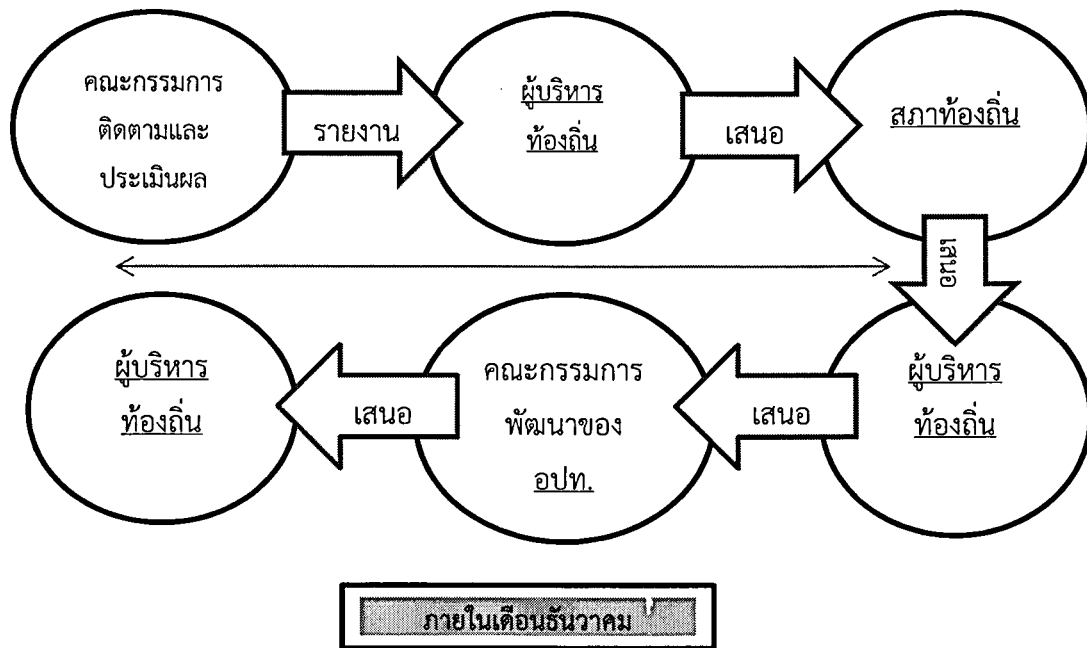 คณะกรรมการ
ติดตามและ
ประเมินผล
รายงาน
ผู้บริหาร
ท้องถิ่น
เสนอ
สภาท้องถิ่น
เสนอ
ผู้บริหาร
ท้องถิ่น
เสนอ
คณะกรรมการ
พัฒนาของ
อปท.
เสนอ
ผู้บริหาร
ท้องถิ่น
ภายในเดือนธันวาคม